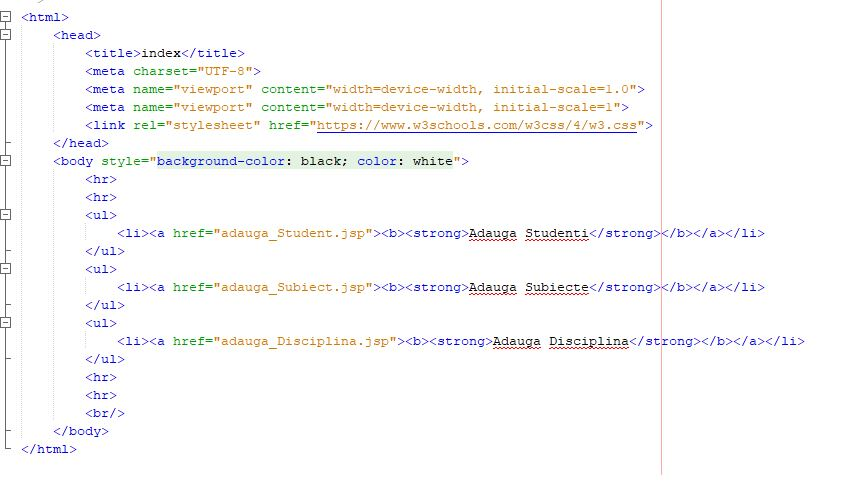 <html>
<head>
<title>index</title>
<meta charset="UTF-8">
<meta name="viewport" content="width=device-width, initial-scale=1.0">
<meta name="viewport" content="width=device-width, initial-scale=1">
<link rel="stylesheet" href="https://www.w3schools.com/w3css/4/w3.css">
</head>
<body style="background-color: black; color: white">
<hr>
<hr>
<ul>
<li><a href="adauga_Student.jsp"><b><strong>Adauga Studenti</strong></b></a></li>
</ul>
<ul>
<li><a href="adauga_Subiect.jsp"><b><strong>Adauga Subiecte</strong></b></a></li>
</ul>
<ul>
<li><a href="adauga_Disciplina.jsp"><b><strong>Adauga Disciplina</strong></b></a></li>
</ul>
<hr>
<hr>
<br/>
</body>
</html>